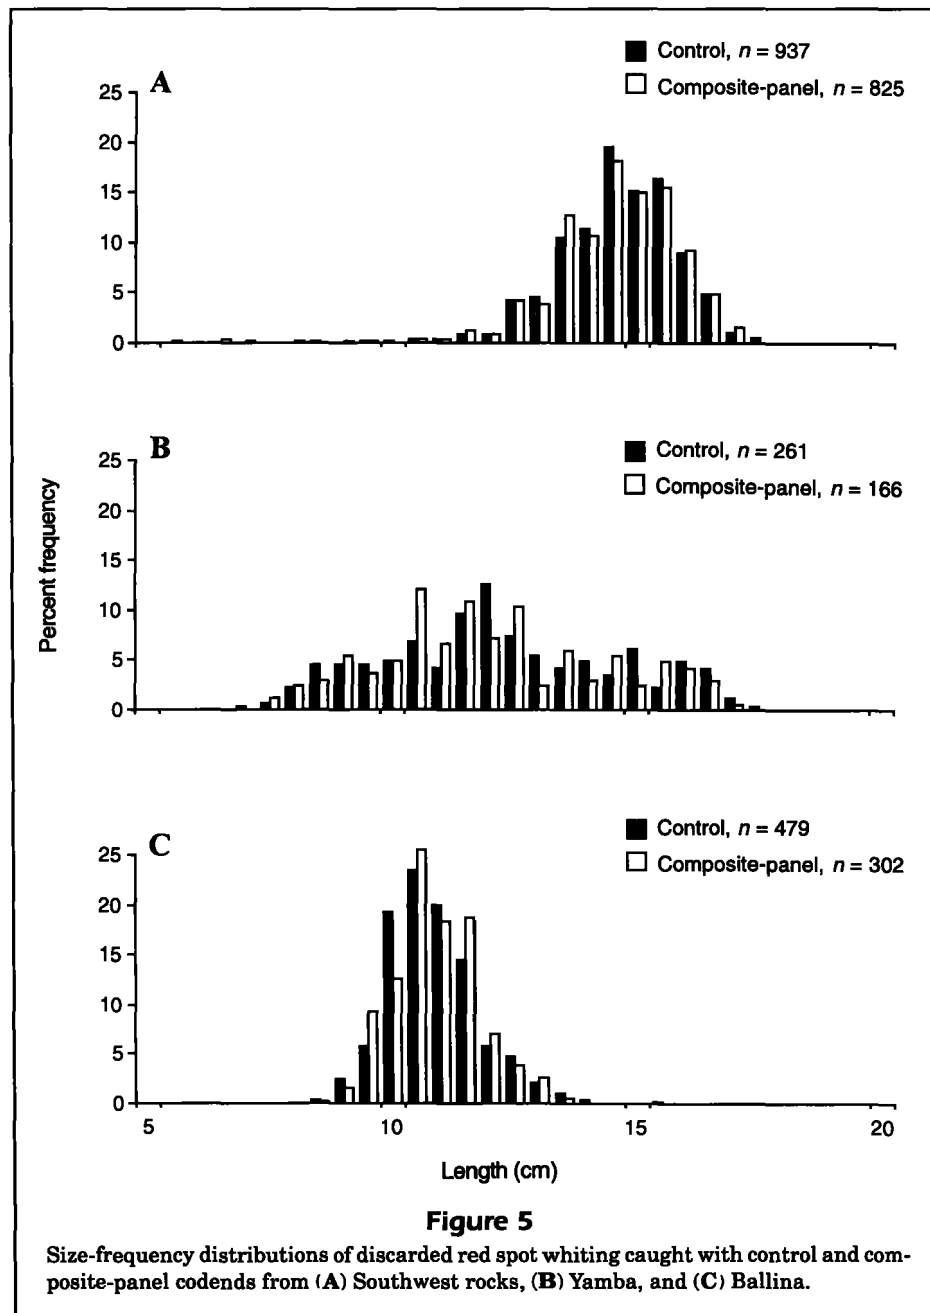 A
Control, n = 937
Composite-panel, n = 825
25
20
15
10
5
0
B
Control, n = 261
Composite-panel, n = 166
25
20
15
10
5
0
Percent frequency
C
Control, n = 479
Composite-panel, n = 302
25
20
15
10
5
0
5 10 15 20
Length (cm)
Figure 5
Size-frequency distributions of discarded red spot whiting caught with control and com-
posite-panel codends from (A) Southwest rocks, (B) Yamba, and (C) Ballina.